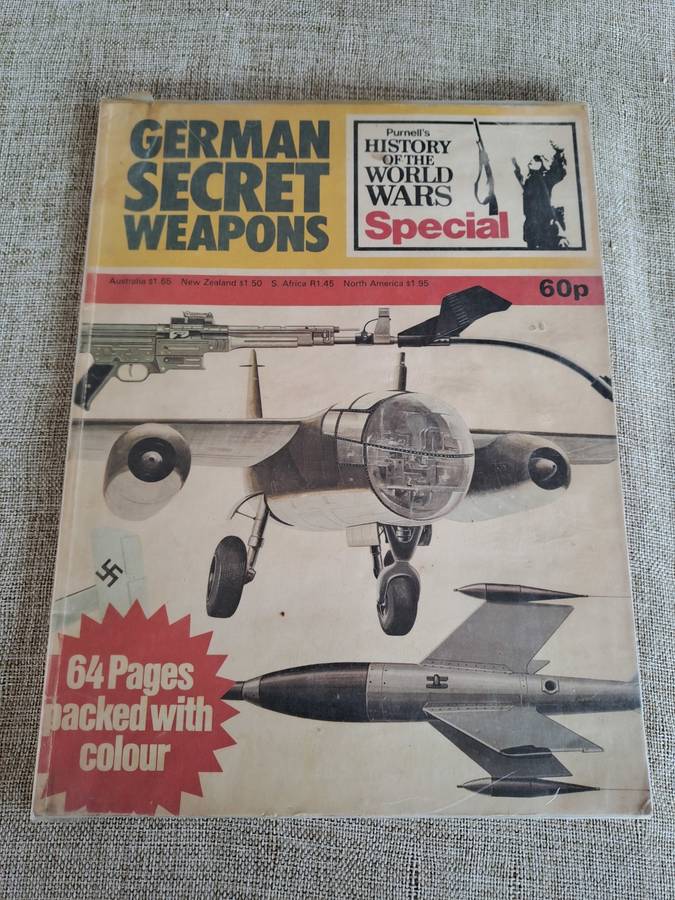 GERMAN
SECRET
WEAPONS
Purnell's
HISTORY
OF THE
WORLD
WARS
Special
Australia $1.65 New Zealand $1.50 S. Africa R1.45 North America $1.95
60p
64 Pages
packed with
colour